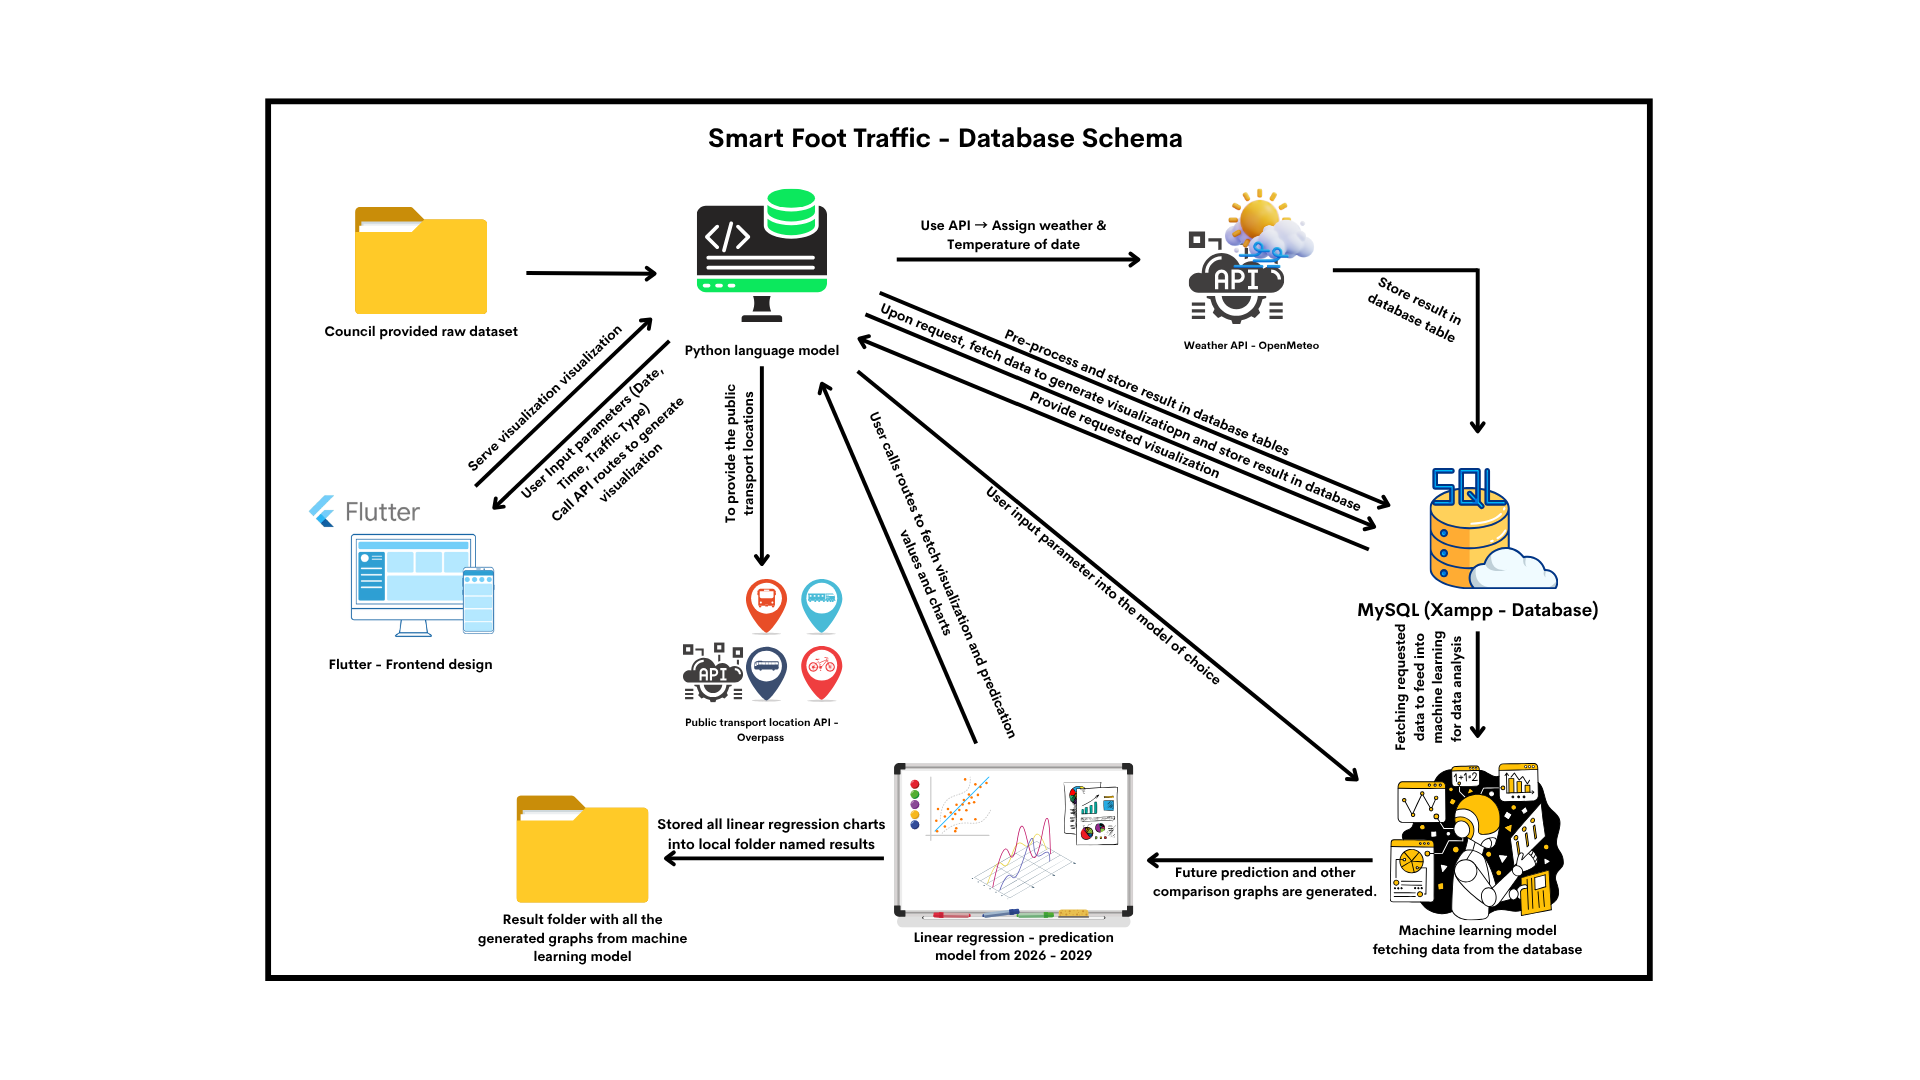 Smart Foot Traffic - Database Schema
Council provided raw dataset
Python language model
Use API → Assign weather &
Temperature of date
API
Weather API - OpenMeteo
Store result in
database table
Serve visualization visualization
User Input parameters (Date,
Time, Traffic Type)
Call API routes to generate
visualization
To provide the public
transport locations
Pre-process and store result in database tables
Upon request, fetch data to generate visualizatiopn and store result in database
Provide requested visualization
User calls routes to fetch visualization and predication
values and charts
User input parameter into the model of choice
Flutter
Flutter - Frontend design
SQL
MySQL (Xampp - Database)
Fetching requested
data to feed into
machine learning
for data analysis
API
Public transport location API -
Overpass
Stored all linear regression charts
into local folder named results
Result folder with all the
generated graphs from machine
learning model
Linear regression - predication
model from 2026 - 2029
Future prediction and other
comparison graphs are generated.
1+1=2
Machine learning model
fetching data from the database